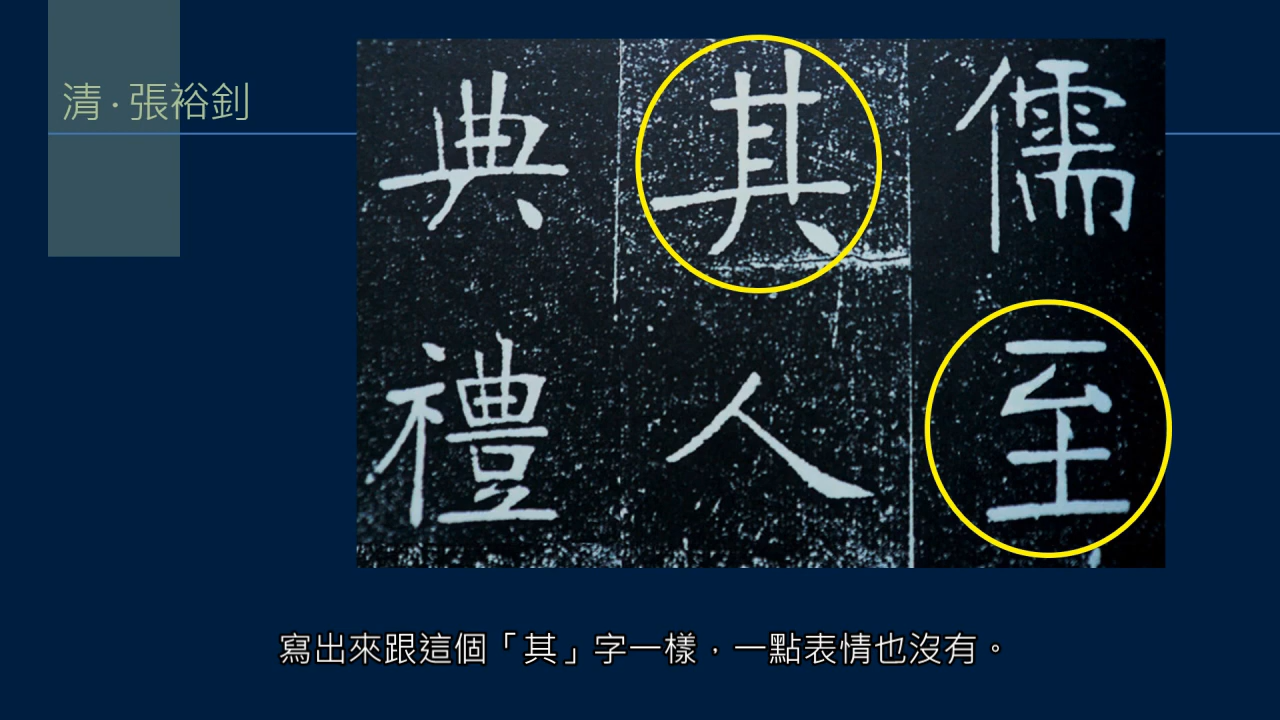 清·張裕釗
儒至
其人
典禮
寫出來跟這個「其」字一樣，一點表情也沒有。